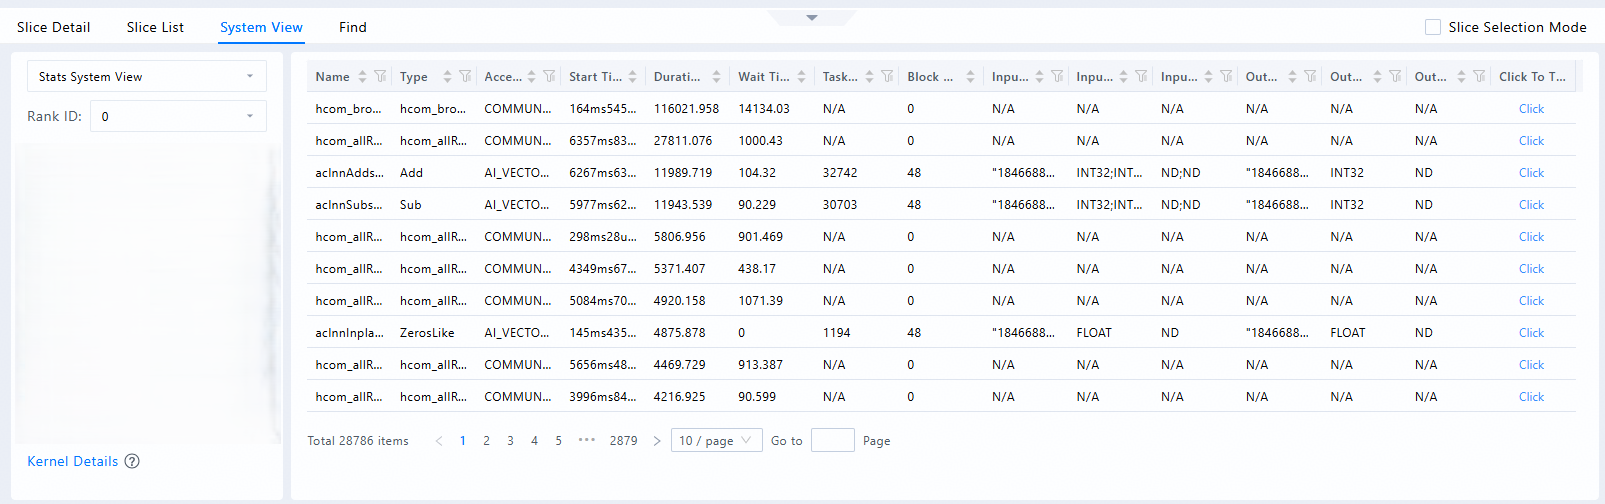 Slice Detail Slice List System View Find Slice Selection Mode
Stats System View
Rank ID: 0
Kernel Details ?
Name Type Acce... Start Ti... Durati... Wait Ti... Task... Block ... Inpu... Inpu... Inpu... Out... Out... Out... Click To T...
hcom_bro... hcom_bro... COMMUN... 164ms545... 116021.958 14134.03 N/A 0 N/A N/A N/A N/A N/A N/A Click
hcom_allR... hcom_allR... COMMUN... 6357ms83... 27811.076 1000.43 N/A 0 N/A N/A N/A N/A N/A N/A Click
aclnnAdds... Add AI_VECTO... 6267ms63... 11989.719 104.32 32742 48 "1846688... INT32;INT... ND;ND "1846688... INT32 ND Click
aclnnSubs... Sub AI_VECTO... 5977ms62... 11943.539 90.229 30703 48 "1846688... INT32;INT... ND;ND "1846688... INT32 ND Click
hcom_allR... hcom_allR... COMMUN... 298ms28u... 5806.956 901.469 N/A 0 N/A N/A N/A N/A N/A N/A Click
hcom_allR... hcom_allR... COMMUN... 4349ms67... 5371.407 438.17 N/A 0 N/A N/A N/A N/A N/A N/A Click
hcom_allR... hcom_allR... COMMUN... 5084ms70... 4920.158 1071.39 N/A 0 N/A N/A N/A N/A N/A N/A Click
aclnnInpla... ZerosLike AI_VECTO... 145ms435... 4875.878 0 1194 48 "1846688... FLOAT ND "1846688... FLOAT ND Click
hcom_allR... hcom_allR... COMMUN... 5656ms48... 4469.729 913.387 N/A 0 N/A N/A N/A N/A N/A N/A Click
hcom_allR... hcom_allR... COMMUN... 3996ms84... 4216.925 90.599 N/A 0 N/A N/A N/A N/A N/A N/A Click
Total 28786 items < 1 2 3 4 5 ••• 2879 > 10 / page Go to Page